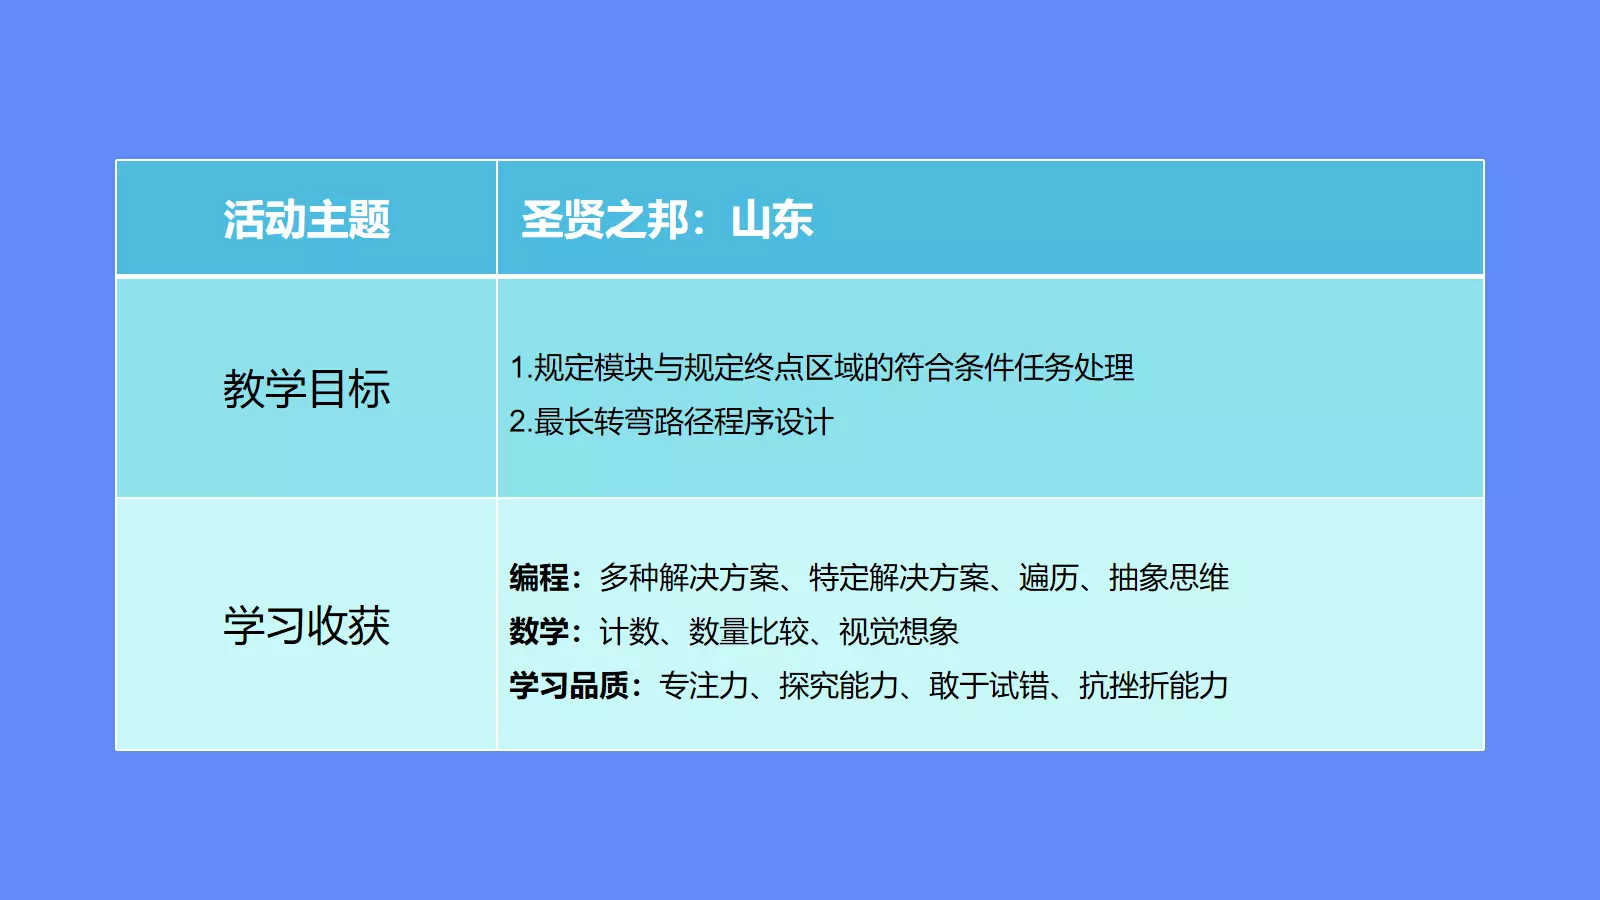 活动主题
圣贤之邦：山东
教学目标
1.规定模块与规定终点区域的符合条件任务处理
2.最长转弯路径程序设计
学习收获
编程：多种解决方案、特定解决方案、遍历、抽象思维
数学：计数、数量比较、视觉想象
学习品质：专注力、探究能力、敢于试错、抗挫折能力